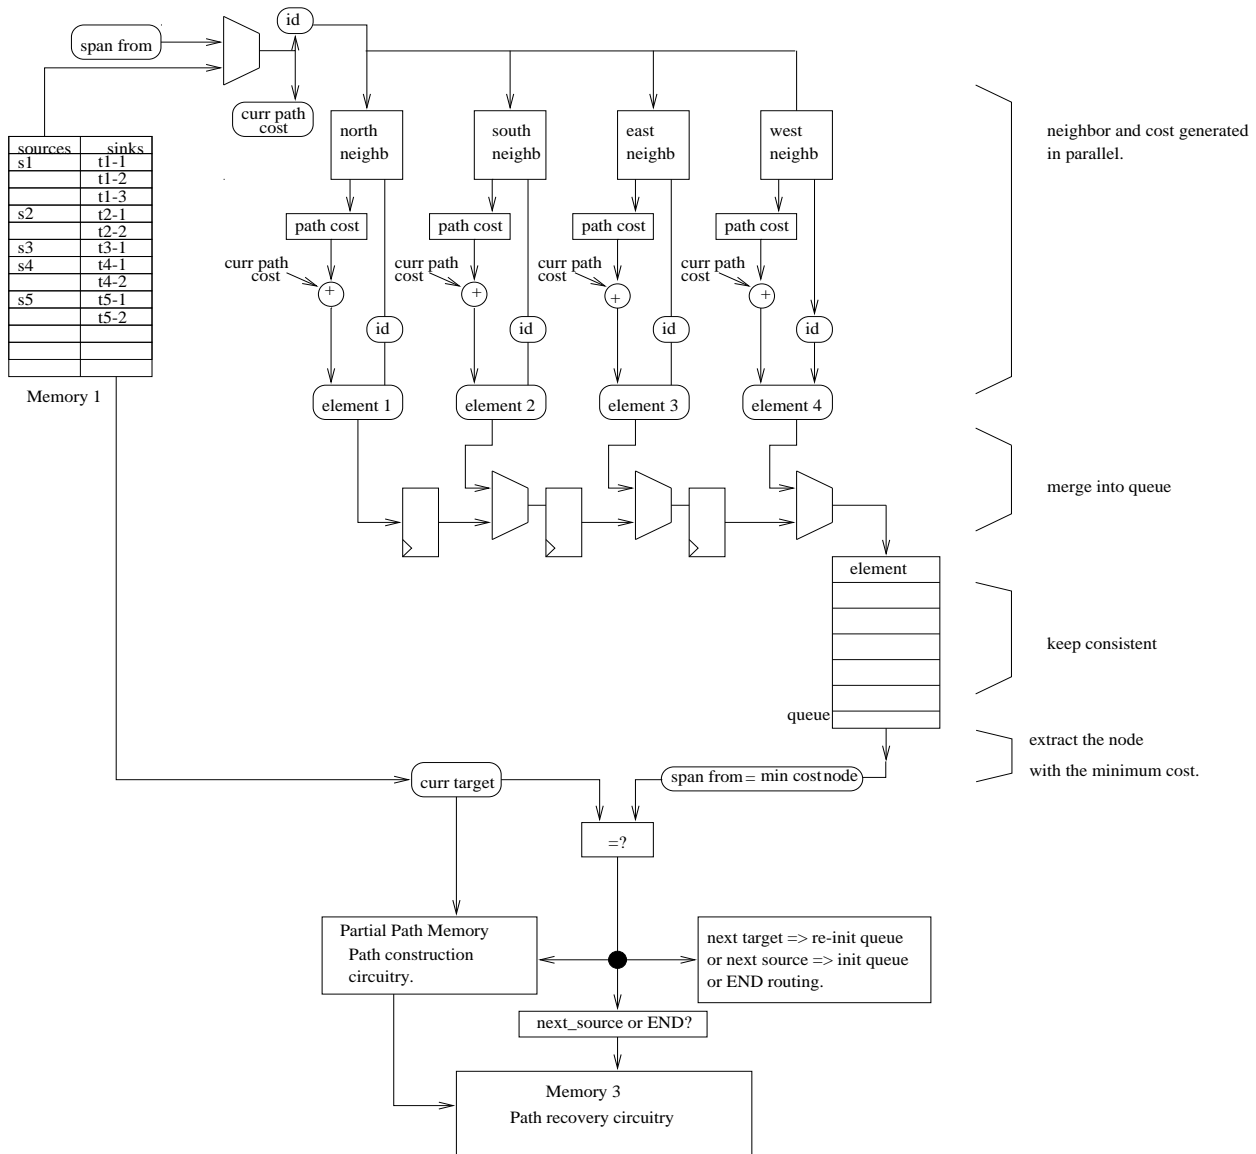 id
span from
curr path
cost
sources sinks
s1 t1-1
t1-2
t1-3
s2 t2-1
t2-2
s3 t3-1
s4 t4-1
t4-2
s5 t5-1
t5-2
Memory 1
north
neighb
south
neighb
east
neighb
west
neighb
neighbor and cost generated
in parallel.
path cost
path cost
path cost
path cost
curr path
cost
+
curr path
cost
+
curr path
cost
+
curr path
cost
+
id
id
id
id
element 1
element 2
element 3
element 4
merge into queue
element
keep consistent
queue
extract the node
with the minimum cost.
curr target
span from = min cost node
=?
Partial Path Memory
Path construction
circuitry.
next target => re-init queue
or next source => init queue
or END routing.
next_source or END?
Memory 3
Path recovery circuitry